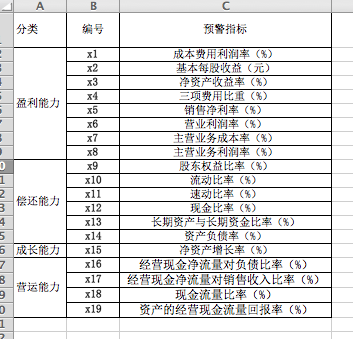 A B C
分类 编号 预警指标
x1 成本费用利润率（%）
x2 基本每股收益（元）
x3 净资产收益率（%）
盈利能力 x4 三项费用比重（%）
x5 销售净利率（%）
x6 营业利润率（%）
x7 主营业务成本率（%）
x8 主营业务利润率（%）
x9 股东权益比率（%）
x10 流动比率（%）
x11 速动比率（%）
偿还能力 x12 现金比率（%）
x13 长期资产与长期资金比率（%）
x14 资产负债率（%）
成长能力 x15 净资产增长率（%）
x16 经营现金净流量对负债比率（%）
营运能力 x17 经营现金净流量对销售收入比率（%）
x18 现金流量比率（%）
x19 资产的经营现金流量回报率（%）